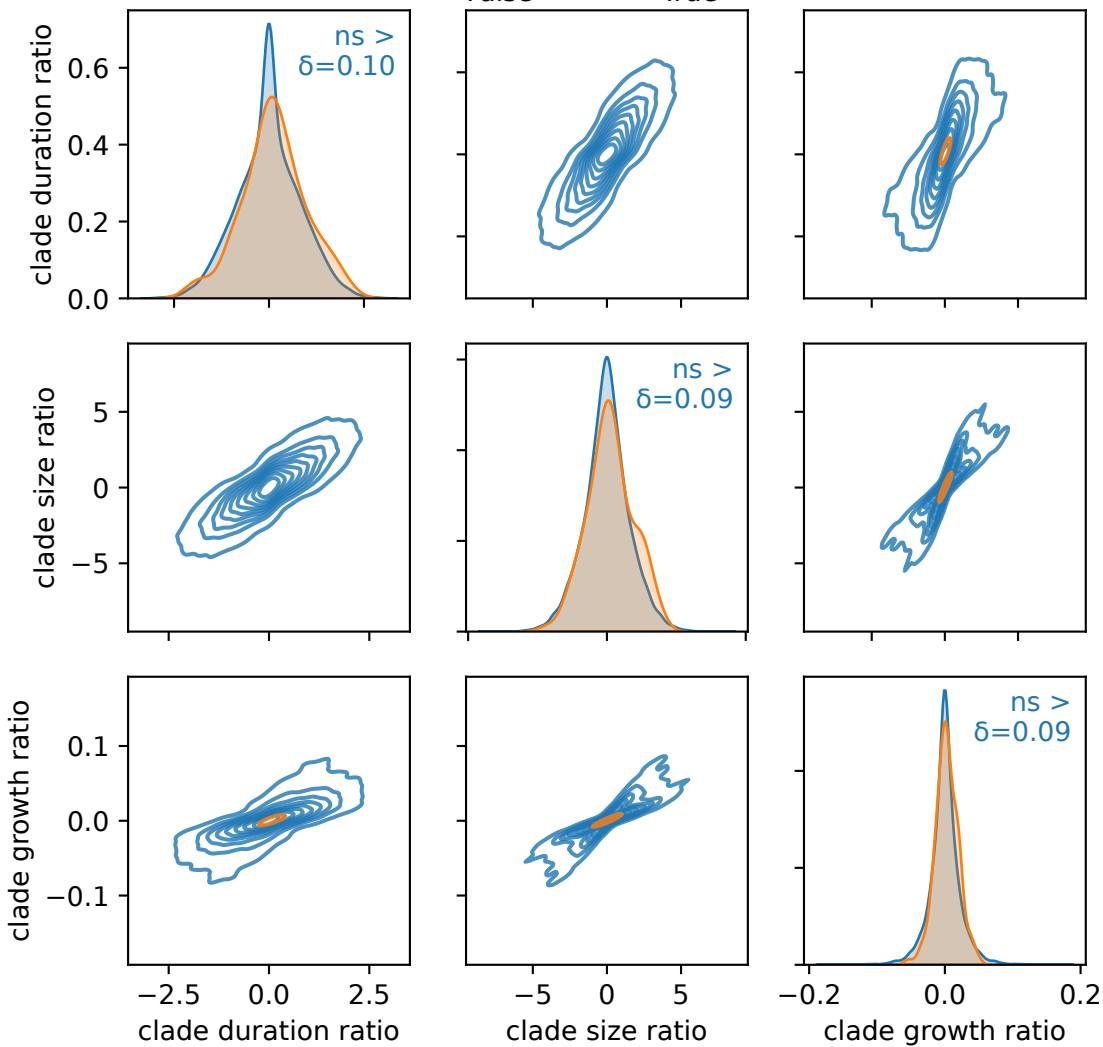 clade duration ratio
0.6
0.4
0.2
0.0
ns >
δ=0.10
clade size ratio
5
0
−5
ns >
δ=0.09
clade growth ratio
0.1
0.0
−0.1
ns >
δ=0.09
−2.5 0.0 2.5
−5 0 5
−0.2 0.0 0.2
clade duration ratio
clade size ratio
clade growth ratio